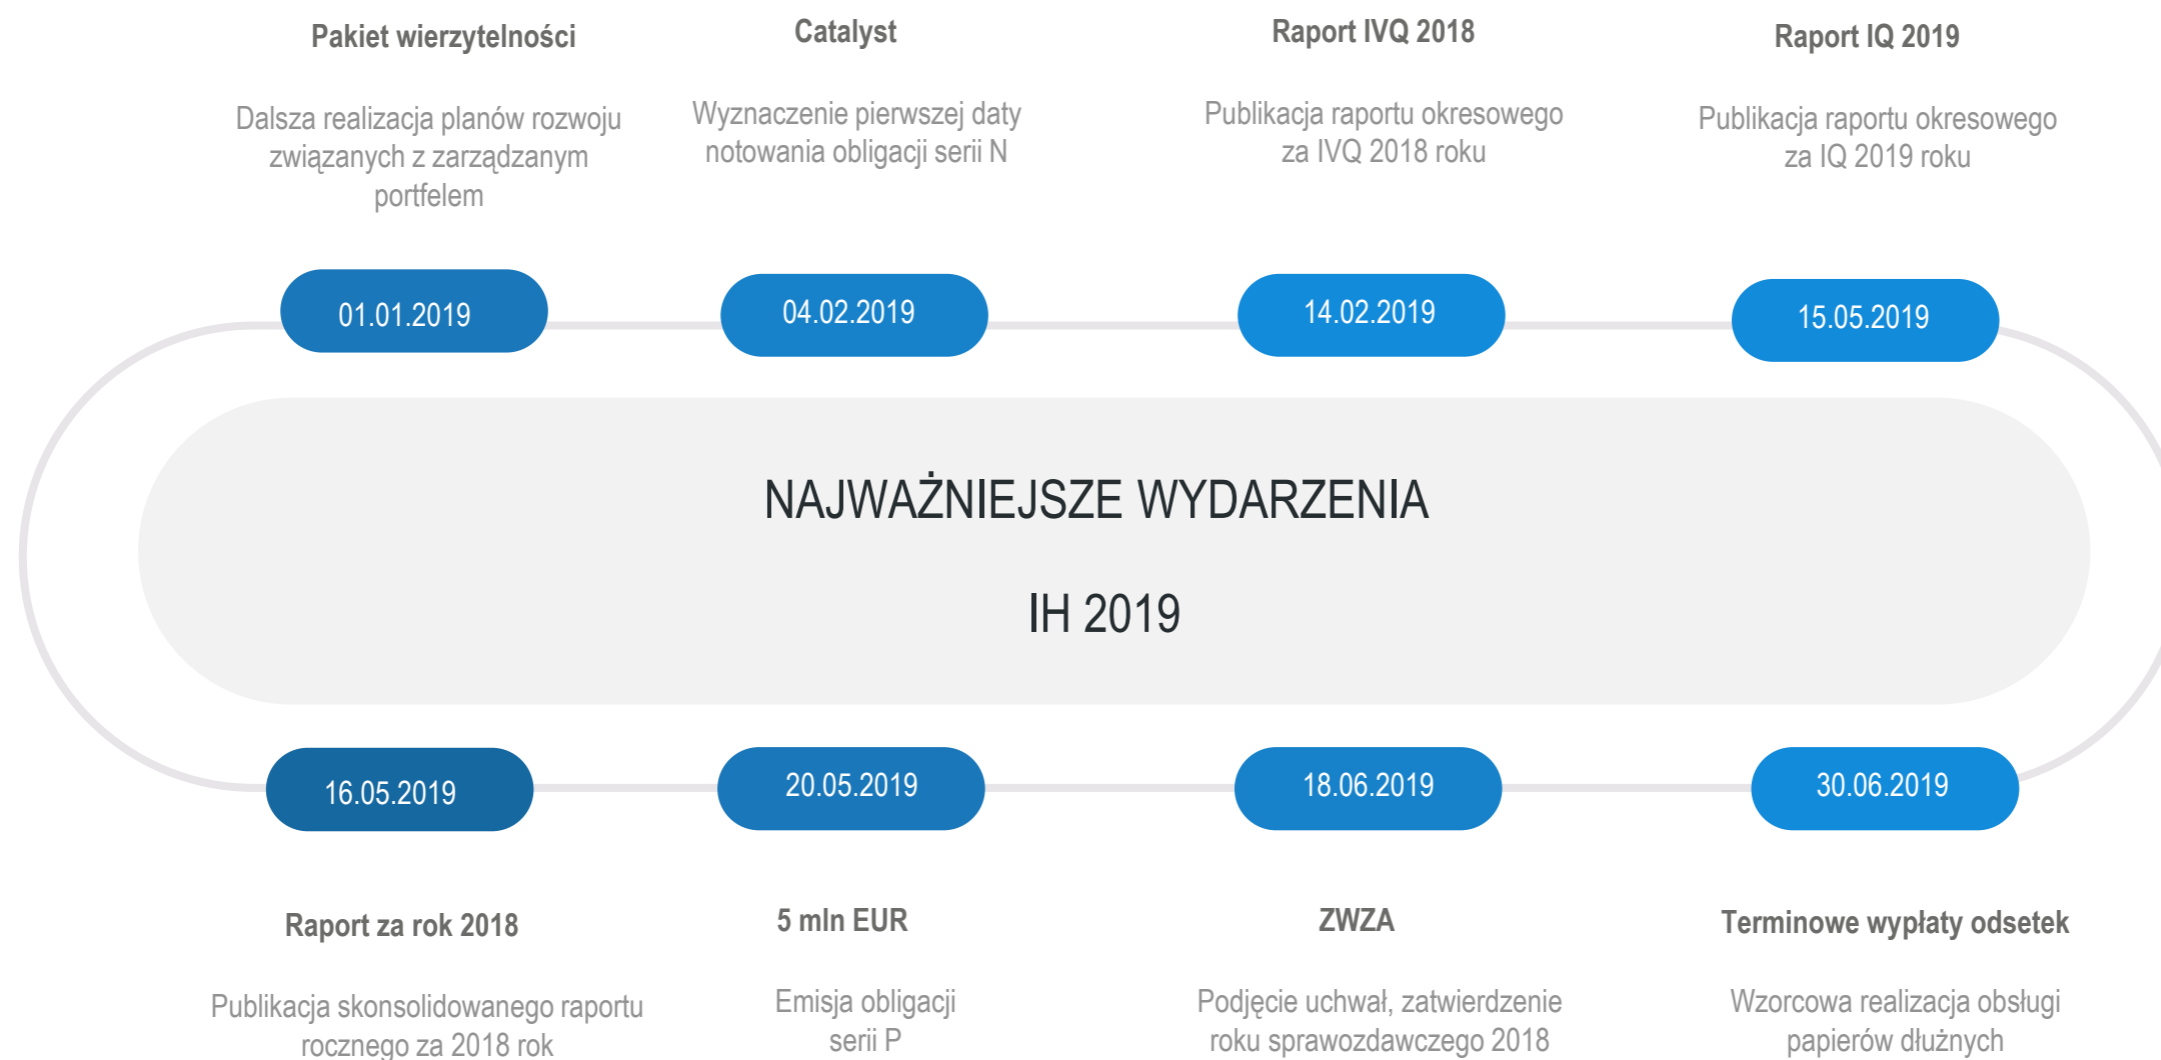 Pakiet wierzytelności
Dalsza realizacja planów rozwoju
związanych z zarządzanym
portfelem
01.01.2019
Catalyst
Wyznaczenie pierwszej daty
notowania obligacji serii N
04.02.2019
Raport IVQ 2018
Publikacja raportu okresowego
za IVQ 2018 roku
14.02.2019
Raport IQ 2019
Publikacja raportu okresowego
za IQ 2019 roku
15.05.2019
NAJWAŻNIEJSZE WYDARZENIA
IH 2019
16.05.2019
Raport za rok 2018
Publikacja skonsolidowanego raportu
rocznego za 2018 rok
20.05.2019
5 mln EUR
Emisja obligacji
serii P
18.06.2019
ZWZA
Podjęcie uchwał, zatwierdzenie
roku sprawozdawczego 2018
30.06.2019
Terminowe wypłaty odsetek
Wzorcowa realizacja obsługi
papierów dłużnych